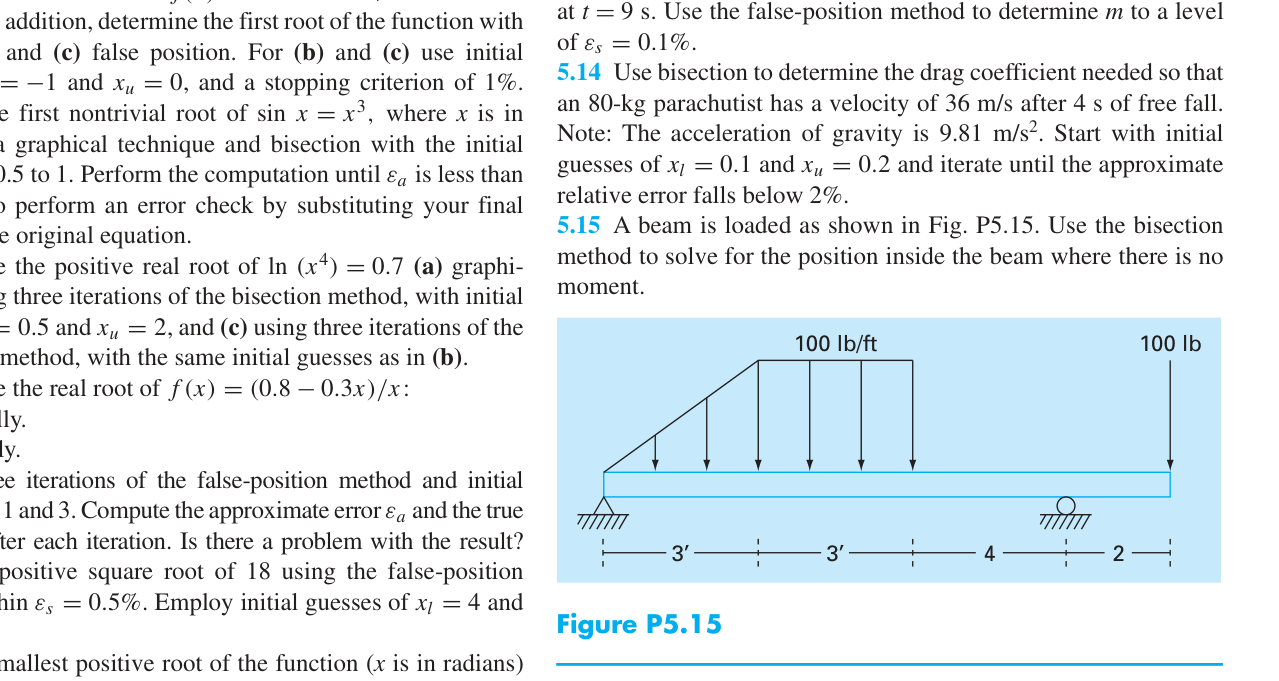 addition, determine the first root of the function with
and (c) false position. For (b) and (c) use initial
= −1 and xᵤ = 0, and a stopping criterion of 1%.
first nontrivial root of sin x = x³, where x is in
graphical technique and bisection with the initial
0.5 to 1. Perform the computation until εₐ is less than
perform an error check by substituting your final
original equation.
the positive real root of ln (x⁴) = 0.7 (a) graphi-
three iterations of the bisection method, with initial
= 0.5 and xᵤ = 2, and (c) using three iterations of the
method, with the same initial guesses as in (b).
the real root of f(x) = (0.8 − 0.3x)/x:
lly.
ly.
ee iterations of the false-position method and initial
1 and 3. Compute the approximate error εₐ and the true
ter each iteration. Is there a problem with the result?
positive square root of 18 using the false-position
hin εₛ = 0.5%. Employ initial guesses of xₗ = 4 and
mallest positive root of the function (x is in radians)
at t = 9 s. Use the false-position method to determine m to a level
of εₛ = 0.1%.
5.14 Use bisection to determine the drag coefficient needed so that
an 80-kg parachutist has a velocity of 36 m/s after 4 s of free fall.
Note: The acceleration of gravity is 9.81 m/s². Start with initial
guesses of xₗ = 0.1 and xᵤ = 0.2 and iterate until the approximate
relative error falls below 2%.
5.15 A beam is loaded as shown in Fig. P5.15. Use the bisection
method to solve for the position inside the beam where there is no
moment.
100 lb/ft
100 lb
3′
3′
4
2
Figure P5.15